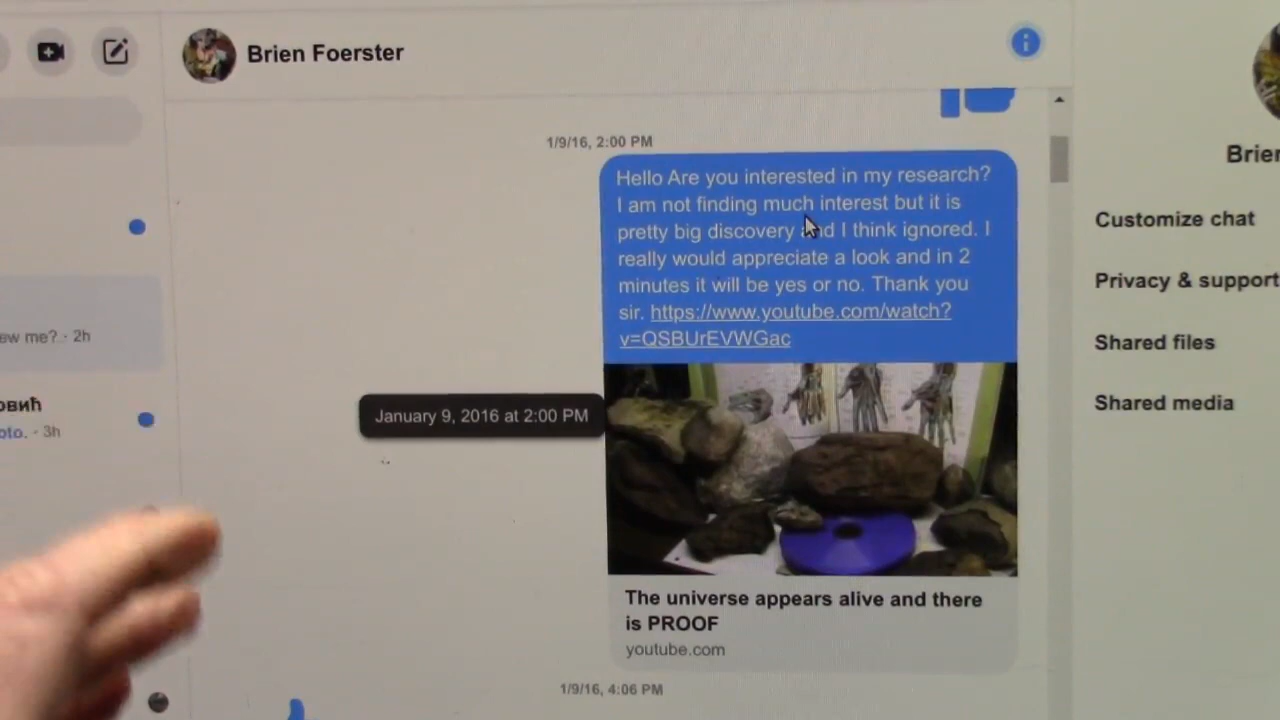 Brien Foerster
1/9/16, 2:00 PM
Hello Are you interested in my research?
I am not finding much interest but it is
pretty big discovery and I think ignored. I
really would appreciate a look and in 2
minutes it will be yes or no. Thank you
sir. https://www.youtube.com/watch?
v=QSBUrEVWGac
January 9, 2016 at 2:00 PM
The universe appears alive and there
is PROOF
youtube.com
1/9/16, 4:06 PM
ew me? · 2h
овић
oto. · 3h
Brier
Customize chat
Privacy & support
Shared files
Shared media